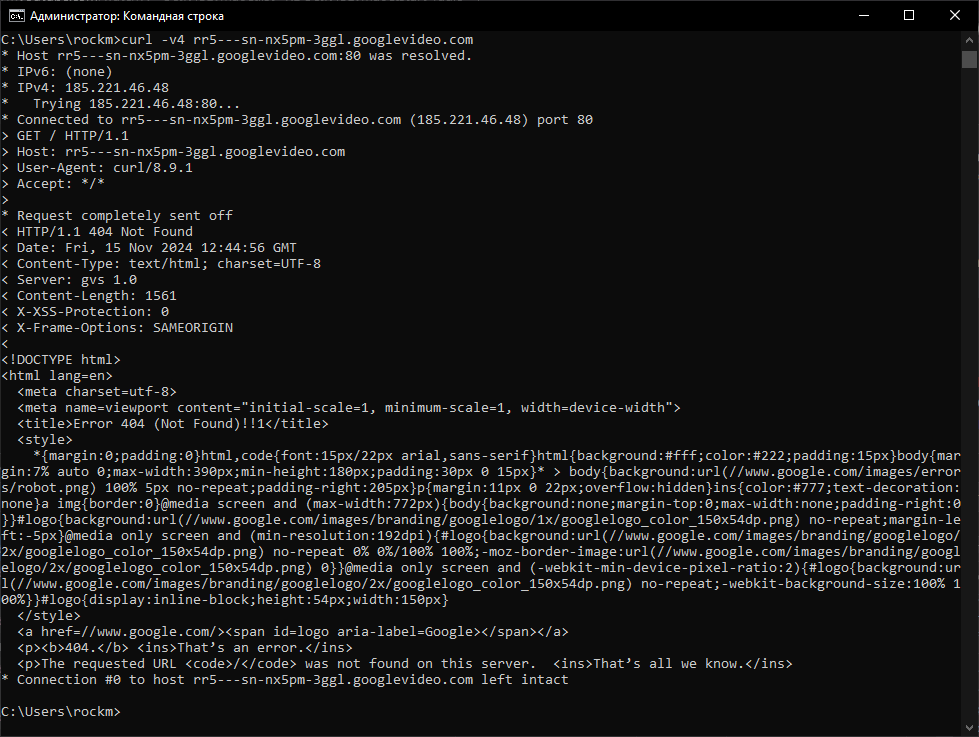 Администратор: Командная строка
C:\Users\rockm>curl -v4 rr5---sn-nx5pm-3ggl.googlevideo.com
* Host rr5---sn-nx5pm-3ggl.googlevideo.com:80 was resolved.
* IPv6: (none)
* IPv4: 185.221.46.48
*   Trying 185.221.46.48:80...
* Connected to rr5---sn-nx5pm-3ggl.googlevideo.com (185.221.46.48) port 80
> GET / HTTP/1.1
> Host: rr5---sn-nx5pm-3ggl.googlevideo.com
> User-Agent: curl/8.9.1
> Accept: */*
>
* Request completely sent off
< HTTP/1.1 404 Not Found
< Date: Fri, 15 Nov 2024 12:44:56 GMT
< Content-Type: text/html; charset=UTF-8
< Server: gvs 1.0
< Content-Length: 1561
< X-XSS-Protection: 0
< X-Frame-Options: SAMEORIGIN
<
<!DOCTYPE html>
<html lang=en>
  <meta charset=utf-8>
  <meta name=viewport content="initial-scale=1, minimum-scale=1, width=device-width">
  <title>Error 404 (Not Found)!!1</title>
  <style>
    *{margin:0;padding:0}html,code{font:15px/22px arial,sans-serif}html{background:#fff;color:#222;padding:15px}body{mar
gin:7% auto 0;max-width:390px;min-height:180px;padding:30px 0 15px}* > body{background:url(//www.google.com/images/error
s/robot.png) 100% 5px no-repeat;padding-right:205px}p{margin:11px 0 22px;overflow:hidden}ins{color:#777;text-decoration:
none}a img{border:0}@media screen and (max-width:772px){body{background:none;margin-top:0;max-width:none;padding-right:0
}}#logo{background:url(//www.google.com/images/branding/googlelogo/1x/googlelogo_color_150x54dp.png) no-repeat;margin-le
ft:-5px}@media only screen and (min-resolution:192dpi){#logo{background:url(//www.google.com/images/branding/googlelogo/
2x/googlelogo_color_150x54dp.png) no-repeat 0% 0%/100% 100%;-moz-border-image:url(//www.google.com/images/branding/googl
elogo/2x/googlelogo_color_150x54dp.png) 0}}@media only screen and (-webkit-min-device-pixel-ratio:2){#logo{background:ur
l(//www.google.com/images/branding/googlelogo/2x/googlelogo_color_150x54dp.png) no-repeat;-webkit-background-size:100% 1
00%}}#logo{display:inline-block;height:54px;width:150px}
  </style>
  <a href=//www.google.com/><span id=logo aria-label=Google></span></a>
  <p><b>404.</b> <ins>That’s an error.</ins>
  <p>The requested URL <code>/</code> was not found on this server.  <ins>That’s all we know.</ins>
* Connection #0 to host rr5---sn-nx5pm-3ggl.googlevideo.com left intact
C:\Users\rockm>